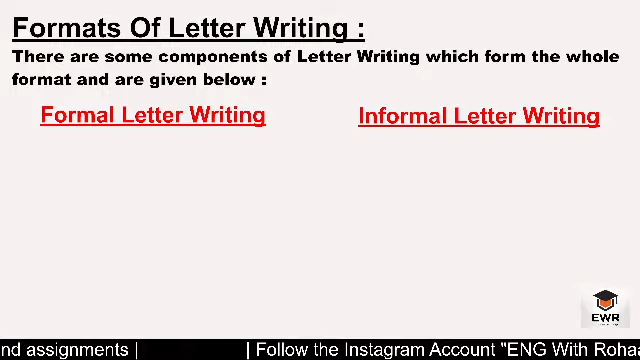 Formats Of Letter Writing :
There are some components of Letter Writing which form the whole
format and are given below :
Formal Letter Writing
Informal Letter Writing
EWR
nd assignments | | Follow the Instagram Account "ENG With Roha